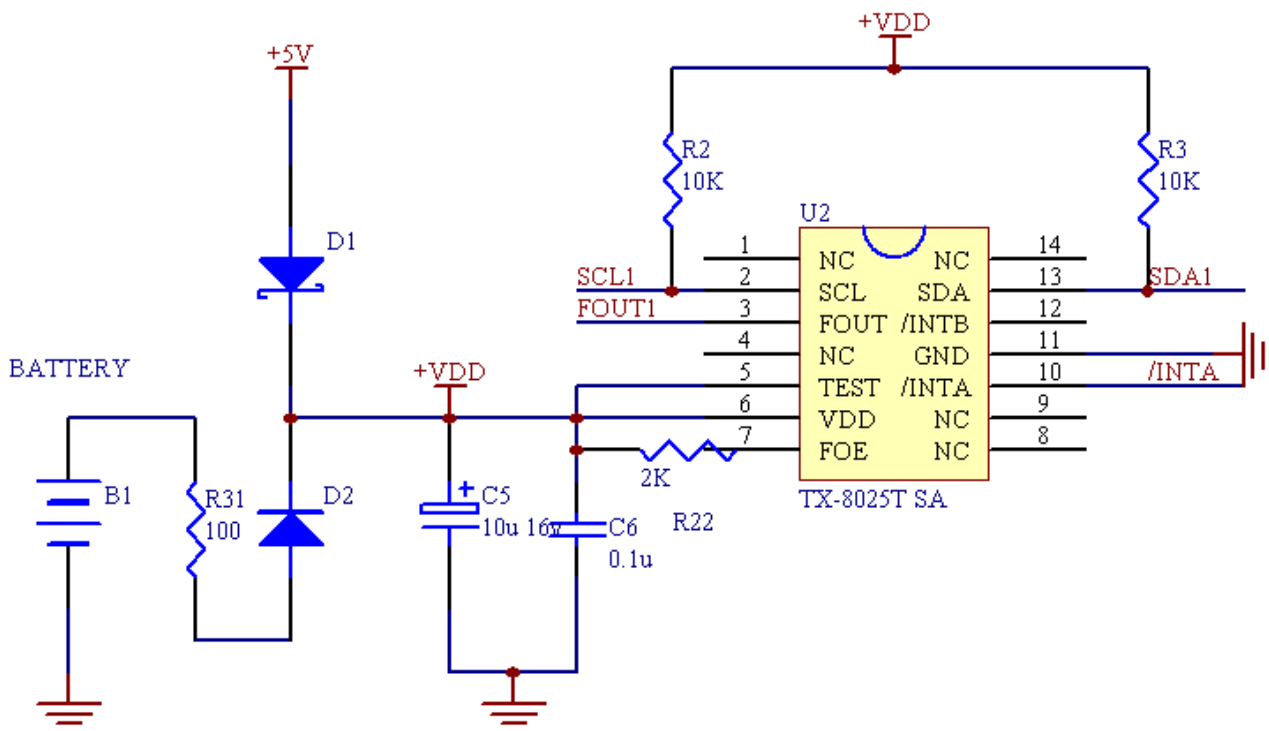 +VDD
+5V
R2
10K
R3
10K
U2
D1
1
NC
NC
14
SCL1
2
SCL
SDA
13
SDA1
FOUT1
3
FOUT
/INTB
12
4
NC
GND
11
BATTERY
+VDD
5
TEST
/INTA
10
/INTA
6
VDD
NC
9
7
FOE
NC
8
2K
R22
TX-8025T SA
B1
R31
100
D2
+
C5
10u 16v
C6
0.1u